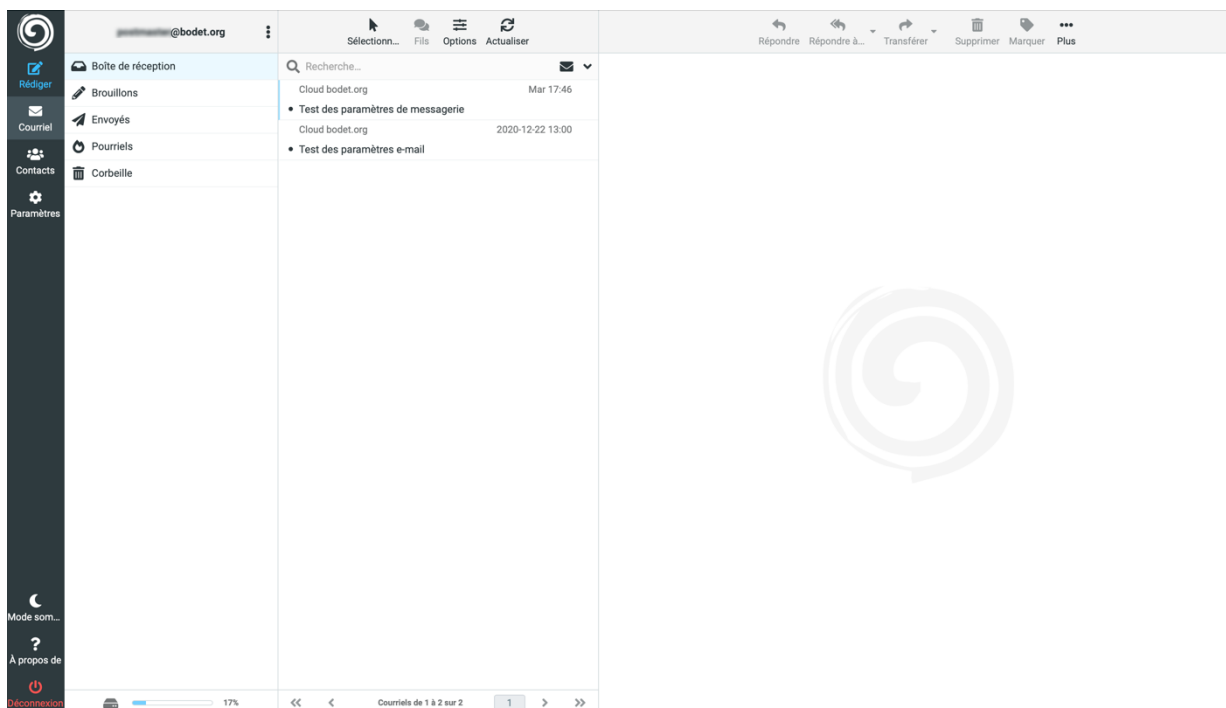 @bodet.org
Sélectionn...
Fils
Options
Actualiser
Répondre
Répondre à...
Transférer
Supprimer
Marquer
Plus
Rédiger
Courriel
Contacts
Paramètres
Boîte de réception
Brouillons
Envoyés
Pourriels
Corbeille
Recherche...
Cloud bodet.org
Mar 17:46
Test des paramètres de messagerie
Cloud bodet.org
2020-12-22 13:00
Test des paramètres e-mail
Mode som...
À propos de
Déconnexion
17%
Courriels de 1 à 2 sur 2
1